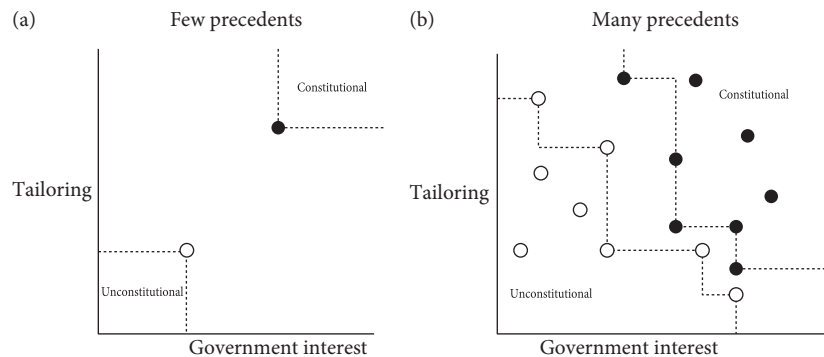 (a)
Few precedents
Constitutional
Tailoring
Unconstitutional
Government interest
(b)
Many precedents
Constitutional
Tailoring
Unconstitutional
Government interest